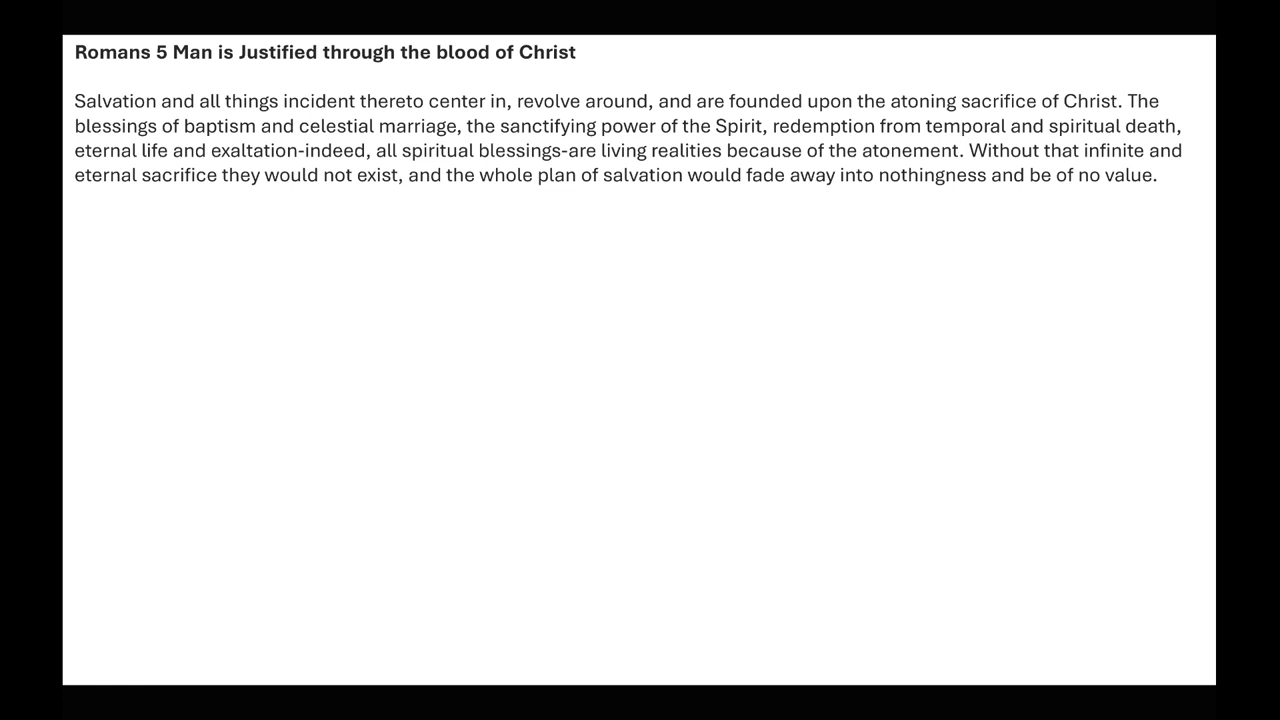 Romans 5 Man is Justified through the blood of Christ
Salvation and all things incident thereto center in, revolve around, and are founded upon the atoning sacrifice of Christ. The
blessings of baptism and celestial marriage, the sanctifying power of the Spirit, redemption from temporal and spiritual death,
eternal life and exaltation-indeed, all spiritual blessings-are living realities because of the atonement. Without that infinite and
eternal sacrifice they would not exist, and the whole plan of salvation would fade away into nothingness and be of no value.